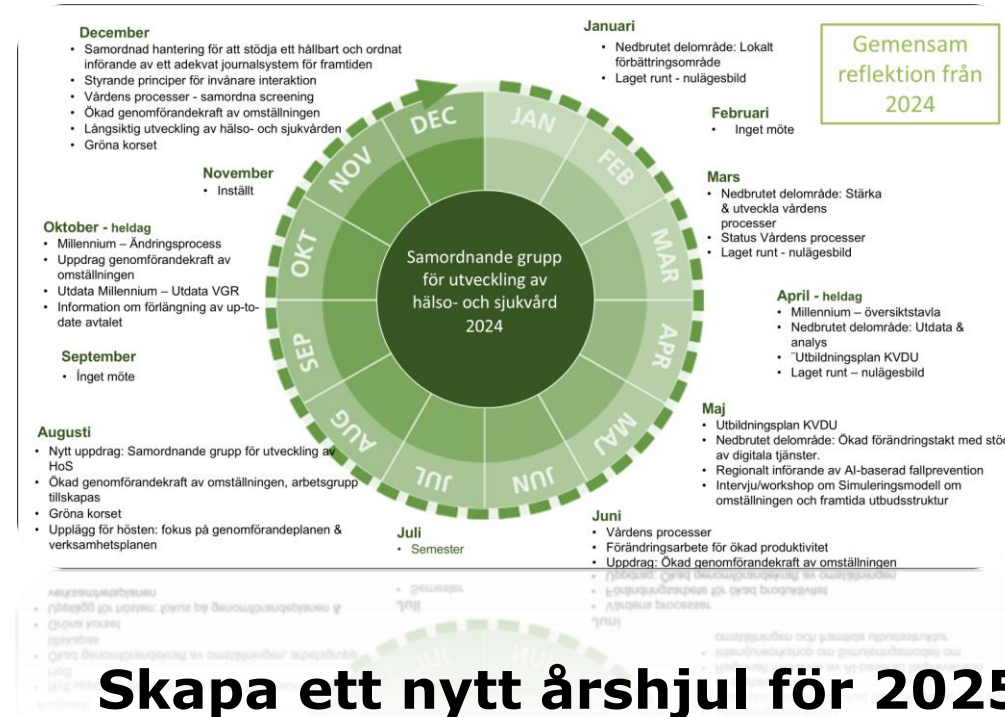 December
• Samordnad hantering för att stödja ett hållbart och ordnat
införande av ett adekvat journalsystem för framtiden
• Styrande principer för invånare interaktion
• Vårdens processer - samordna screening
• Ökad genomförandekraft av omställningen
• Långsiktig utveckling av hälso- och sjukvården
• Gröna korset
November
• Inställt
Oktober - heldag
• Millennium – Ändringsprocess
• Uppdrag genomförandekraft av
omställningen
• Utdata Millennium – Utdata VGR
• Information om förlängning av up-to-
date avtalet
September
• Ínget möte
Augusti
• Nytt uppdrag: Samordnande grupp för utveckling av
HoS
• Ökad genomförandekraft av omställningen, arbetsgrupp
tillskapas
• Gröna korset
• Upplägg för hösten: fokus på genomförandeplanen &
verksamhetsplanen
Januari
• Nedbrutet delområde: Lokalt
förbättringsområde
• Laget runt - nulägesbild
Gemensam
reflektion från
2024
Februari
• Inget möte
Mars
• Nedbrutet delområde: Stärka
& utveckla vårdens
processer
• Status Vårdens processer
• Laget runt - nulägesbild
April - heldag
• Millennium – översiktstavla
• Nedbrutet delområde: Utdata &
analys
• ¨Utbildningsplan KVDU
• Laget runt – nulägesbild
Maj
• Utbildningsplan KVDU
• Nedbrutet delområde: Ökad förändringstakt med stöd
av digitala tjänster.
• Regionalt införande av AI-baserad fallprevention
• Intervju/workshop om Simuleringsmodell om
omställningen och framtida utbudsstruktur
Juni
• Vårdens processer
• Förändringsarbete för ökad produktivitet
• Uppdrag: Ökad genomförandekraft av omställningen
Juli
• Semester
JAN
FEB
MAR
APR
MAJ
JUN
JUL
AUG
SEP
OKT
NOV
DEC
Samordnande grupp
för utveckling av
hälso- och sjukvård
2024
Skapa ett nytt årshjul för 2025